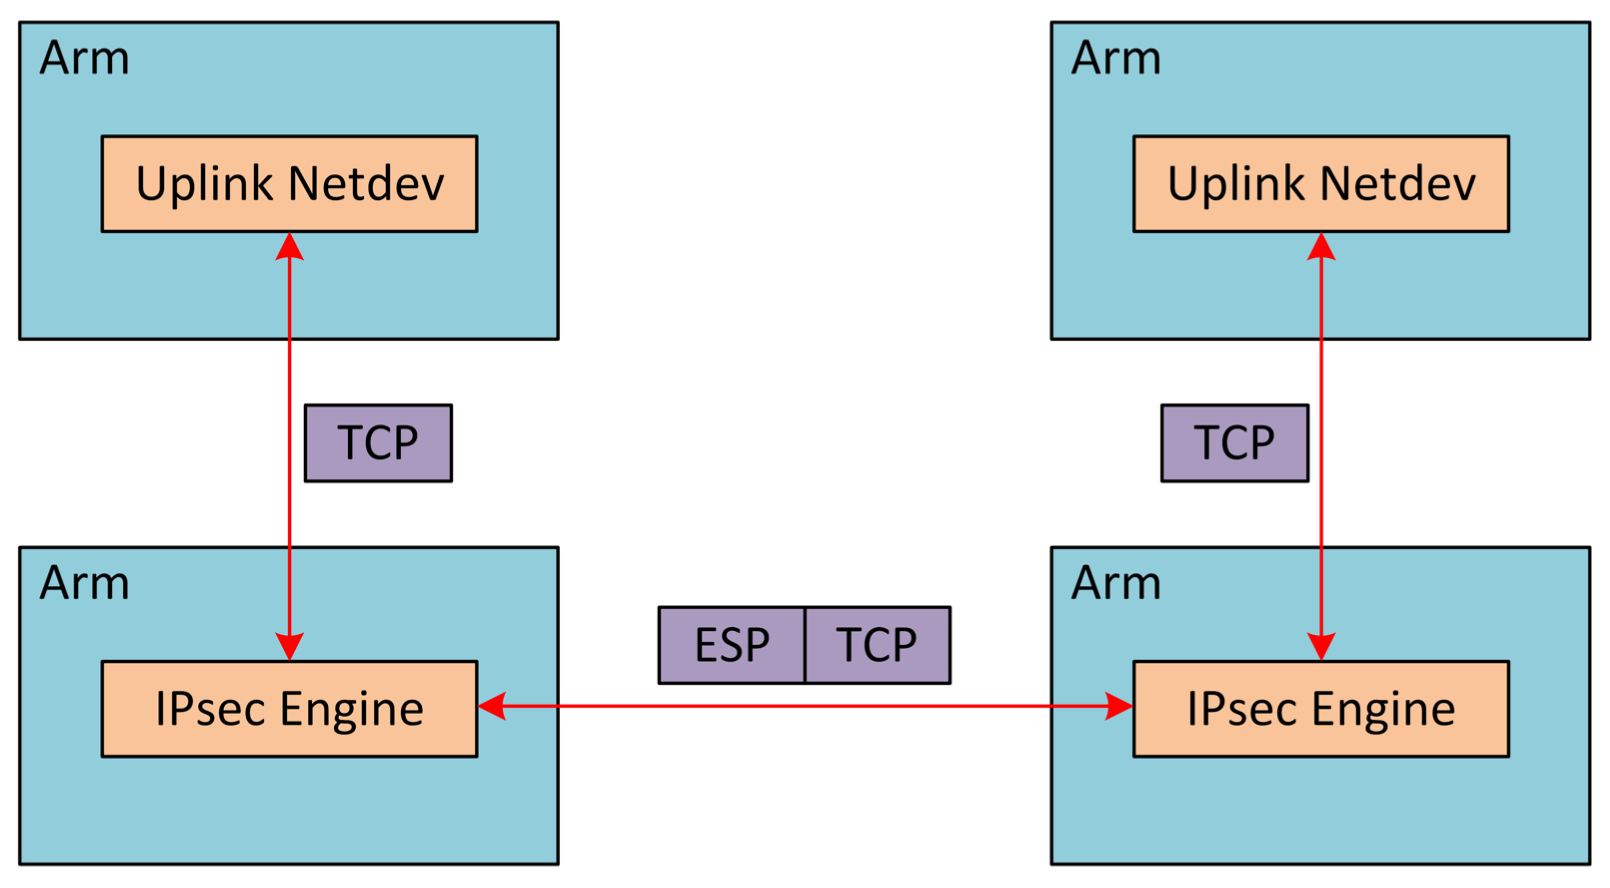 Arm
Uplink Netdev
Arm
Uplink Netdev
TCP
TCP
Arm
IPsec Engine
ESP TCP
Arm
IPsec Engine